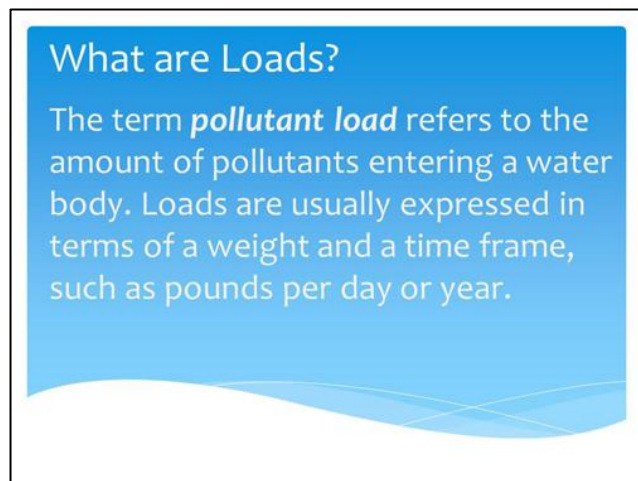 What are Loads?
The term pollutant load refers to the
amount of pollutants entering a water
body. Loads are usually expressed in
terms of a weight and a time frame,
such as pounds per day or year.